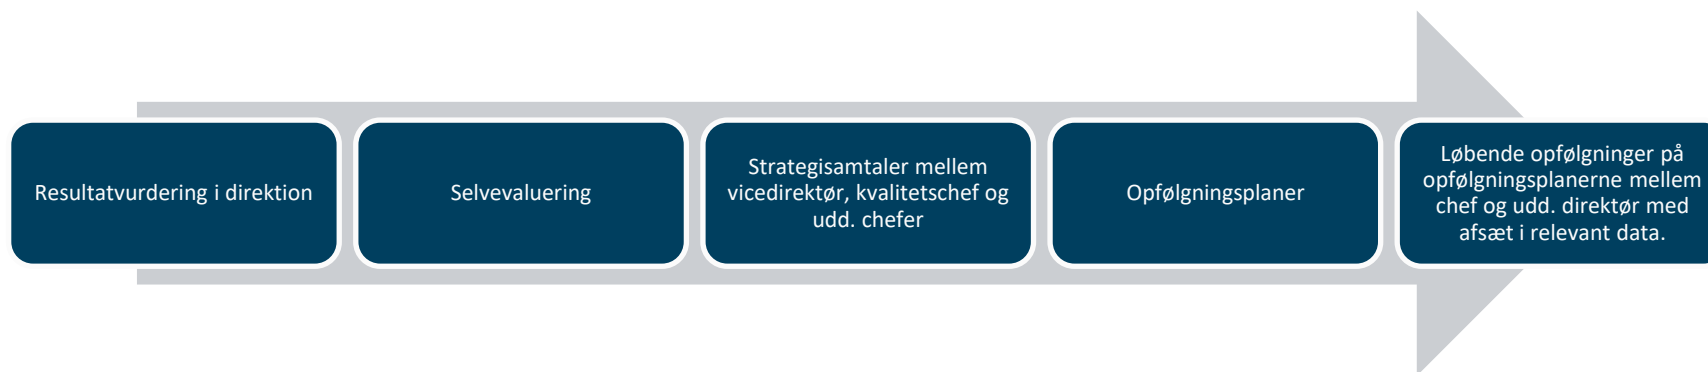 Resultatvurdering i direktion
Selvevaluering
Strategisamtaler mellem
vicedirektør, kvalitetschef og
udd. chefer
Opfølgningsplaner
Løbende opfølgninger på
opfølgningsplanerne mellem
chef og udd. direktør med
afsæt i relevant data.